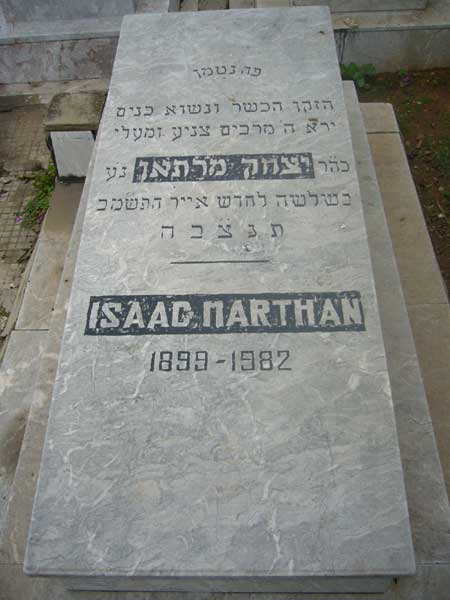 פה נטמן
הזקן הכשר ונשוא פנים
ירא ה' מרבים צניע ומעלי
כהר יצחק מרתאן נע
בשלשה לחדש אייר התשמב
תנצבה
ISAAC MARTHAN
1899-1982